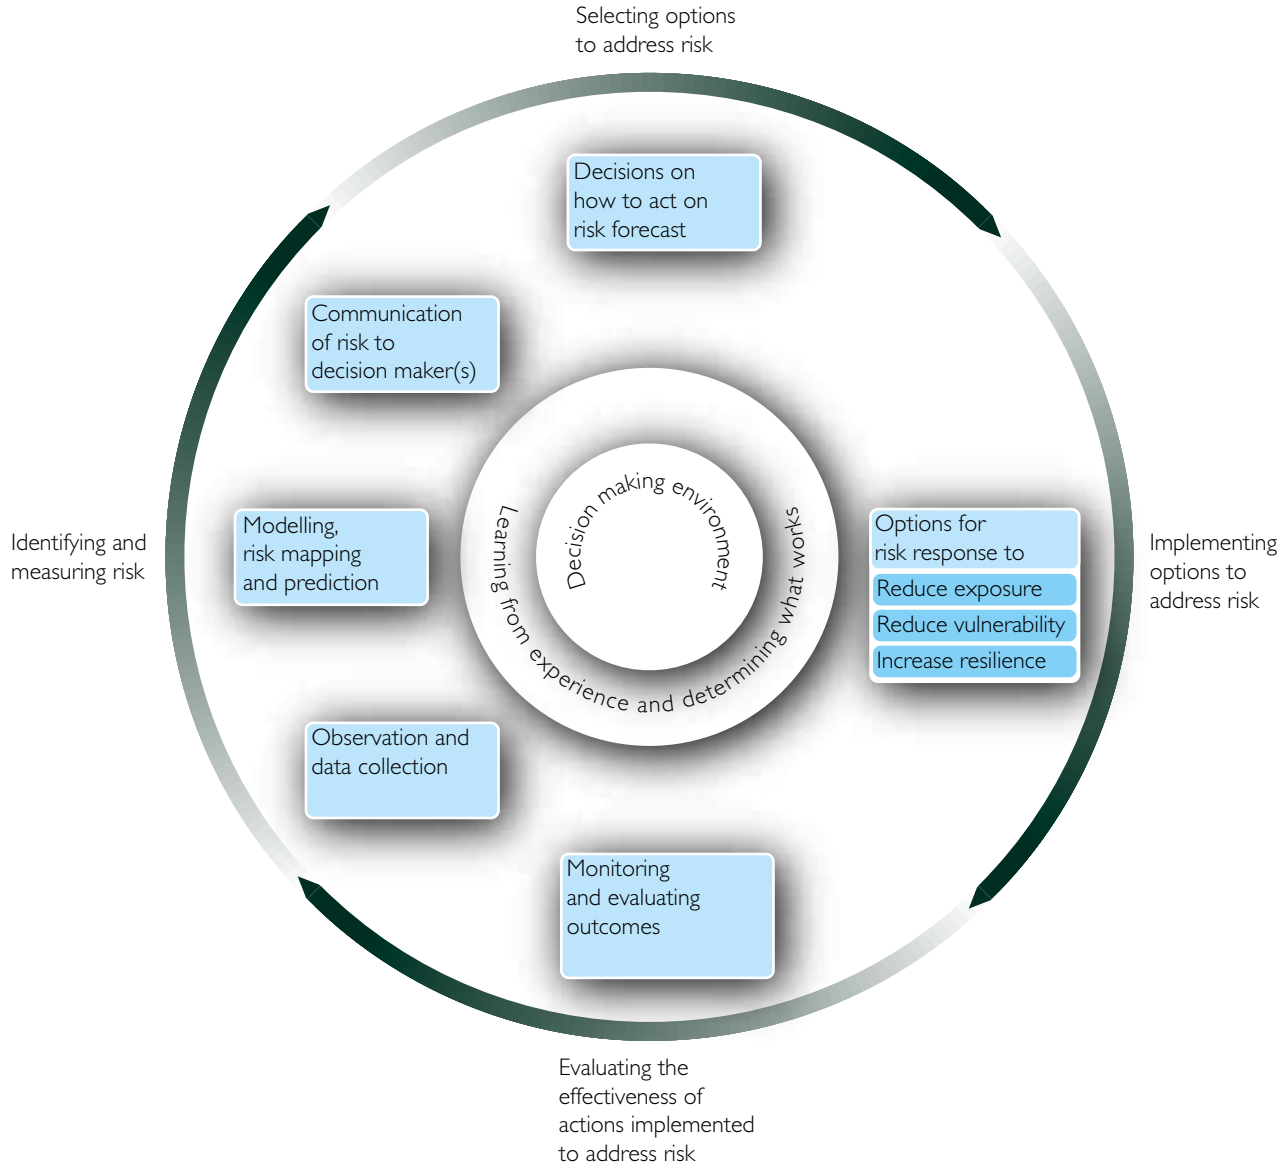 Selecting options
to address risk
Decisions on
how to act on
risk forecast
Communication
of risk to
decision maker(s)
Decision making environment
Learning from experience and determining what works
Identifying and
measuring risk
Modelling,
risk mapping
and prediction
Options for
risk response to
Reduce exposure
Reduce vulnerability
Increase resilience
Implementing
options to
address risk
Observation and
data collection
Monitoring
and evaluating
outcomes
Evaluating the
effectiveness of
actions implemented
to address risk